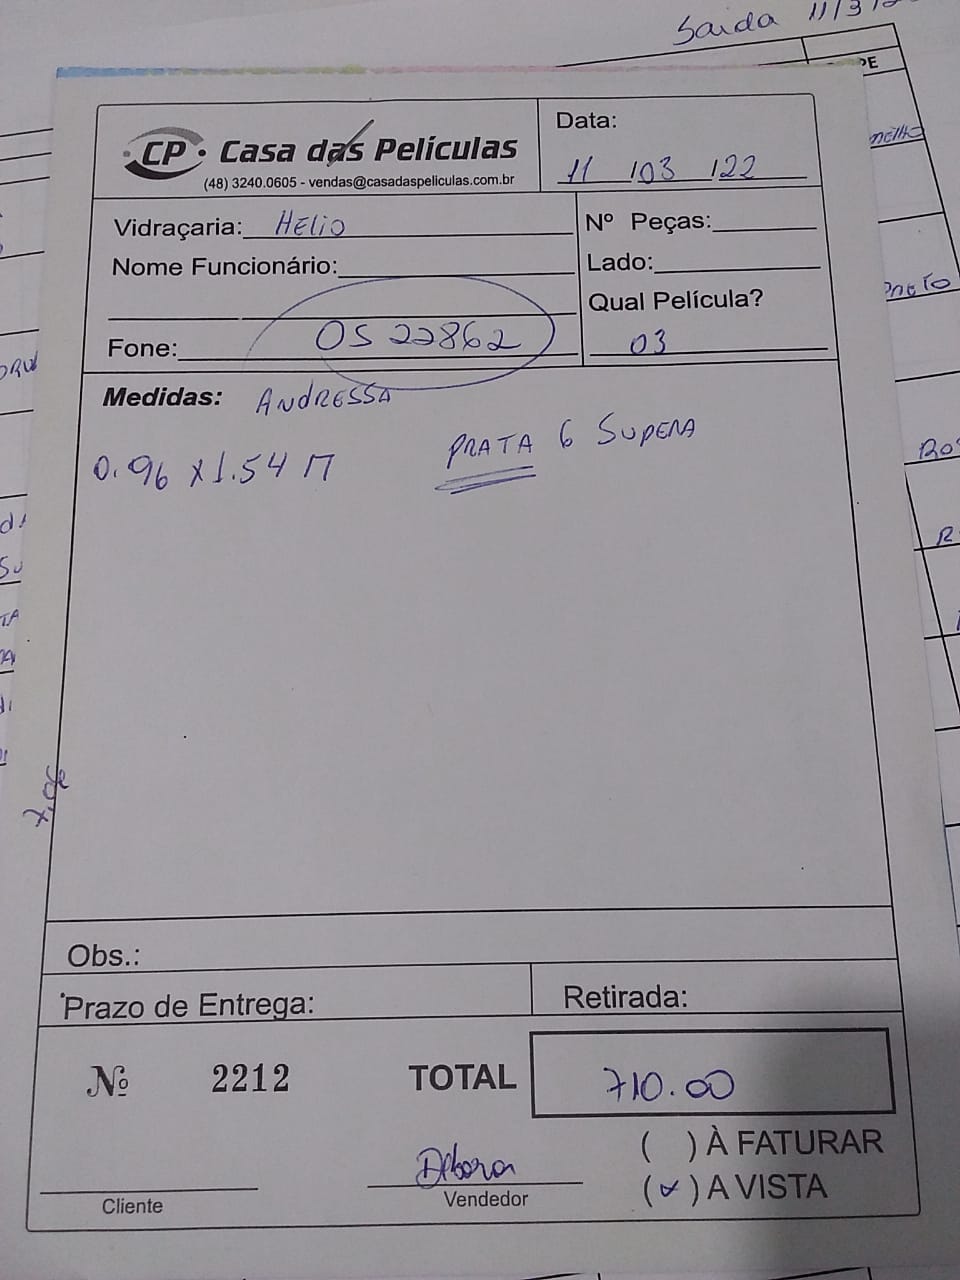 Saida 11/3/2
PE
CP Casa das Películas
(48) 3240.0605 - vendas@casadaspeliculas.com.br
Data:
11 /03 /22
Vidraçaria: HELIO
Nº Peças:
Nome Funcionário:
Lado:
Qual Película?
03
Fone: OS 22862
Medidas: ANDRESSA
0.96 x 1.54 M
PRATA 6 SUPERA
Obs.:
Prazo de Entrega:
Retirada:
Nº 2212 TOTAL 710.00
( ) À FATURAR
(✓) A VISTA
Debora
Cliente
Vendedor